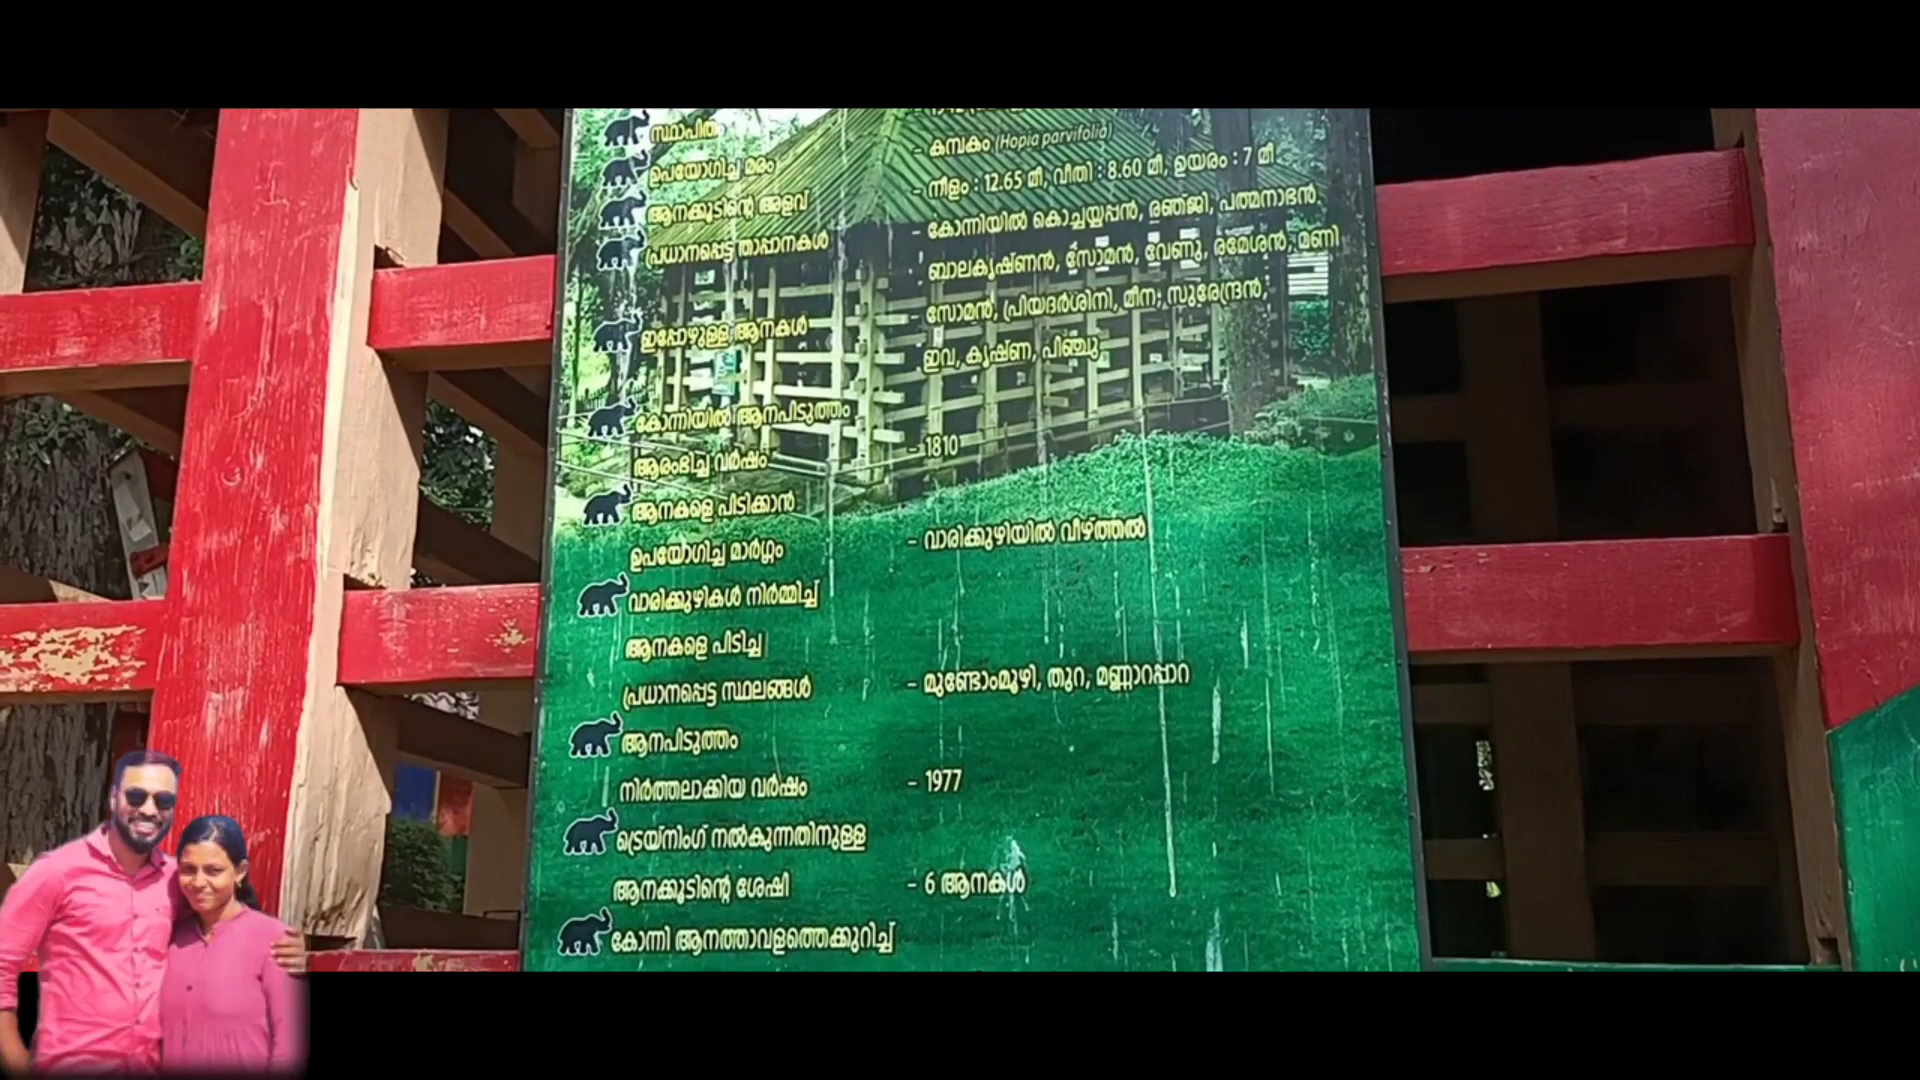 സ്ഥാപിതം
ഉപയോഗിച്ച മരം – കമ്പകം (Hopia parvifolia)
ആനക്കൂടിന്റെ അളവ് – നീളം : 12.65 മീ, വീതി : 8.60 മീ, ഉയരം : 7 മീ
പ്രധാനപ്പെട്ട താപ്പാനകൾ – കോന്നിയിൽ കൊച്ചയ്യപ്പൻ, രഞ്ജി, പത്മനാഭൻ.
ബാലകൃഷ്ണൻ, സോമൻ, വേണു, രമേശൻ, മണി
ഇപ്പോഴുള്ള ആനകൾ – സോമൻ, പ്രിയദർശിനി, മീന, സുരേന്ദ്രൻ,
ഇവ, കൃഷ്ണ, പിഞ്ചു
കോന്നിയിൽ ആനപിടുത്തം
ആരംഭിച്ച വർഷം – 1810
ആനകളെ പിടിക്കാൻ
ഉപയോഗിച്ച മാർഗ്ഗം – വാരിക്കുഴിയിൽ വീഴ്ത്തൽ
വാരിക്കുഴികൾ നിർമ്മിച്ച്
ആനകളെ പിടിച്ച
പ്രധാനപ്പെട്ട സ്ഥലങ്ങൾ – മുണ്ടോംമൂഴി, തുറ, മണ്ണാറപ്പാറ
ആനപിടുത്തം
നിർത്തലാക്കിയ വർഷം – 1977
ട്രെയ്നിംഗ് നൽകുന്നതിനുള്ള
ആനക്കൂടിന്റെ ശേഷി – 6 ആനകൾ
കോന്നി ആനത്താവളത്തെക്കുറിച്ച്